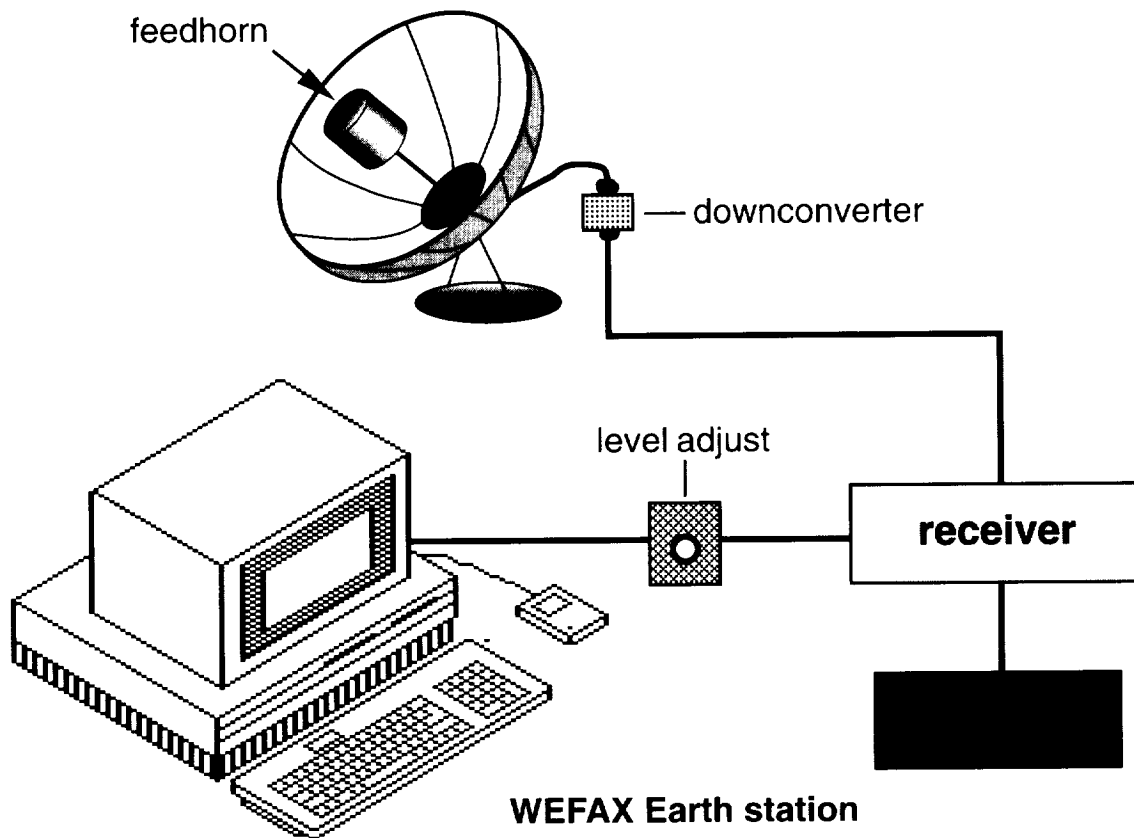 feedhorn
downconverter
level adjust
receiver
WEFAX Earth station